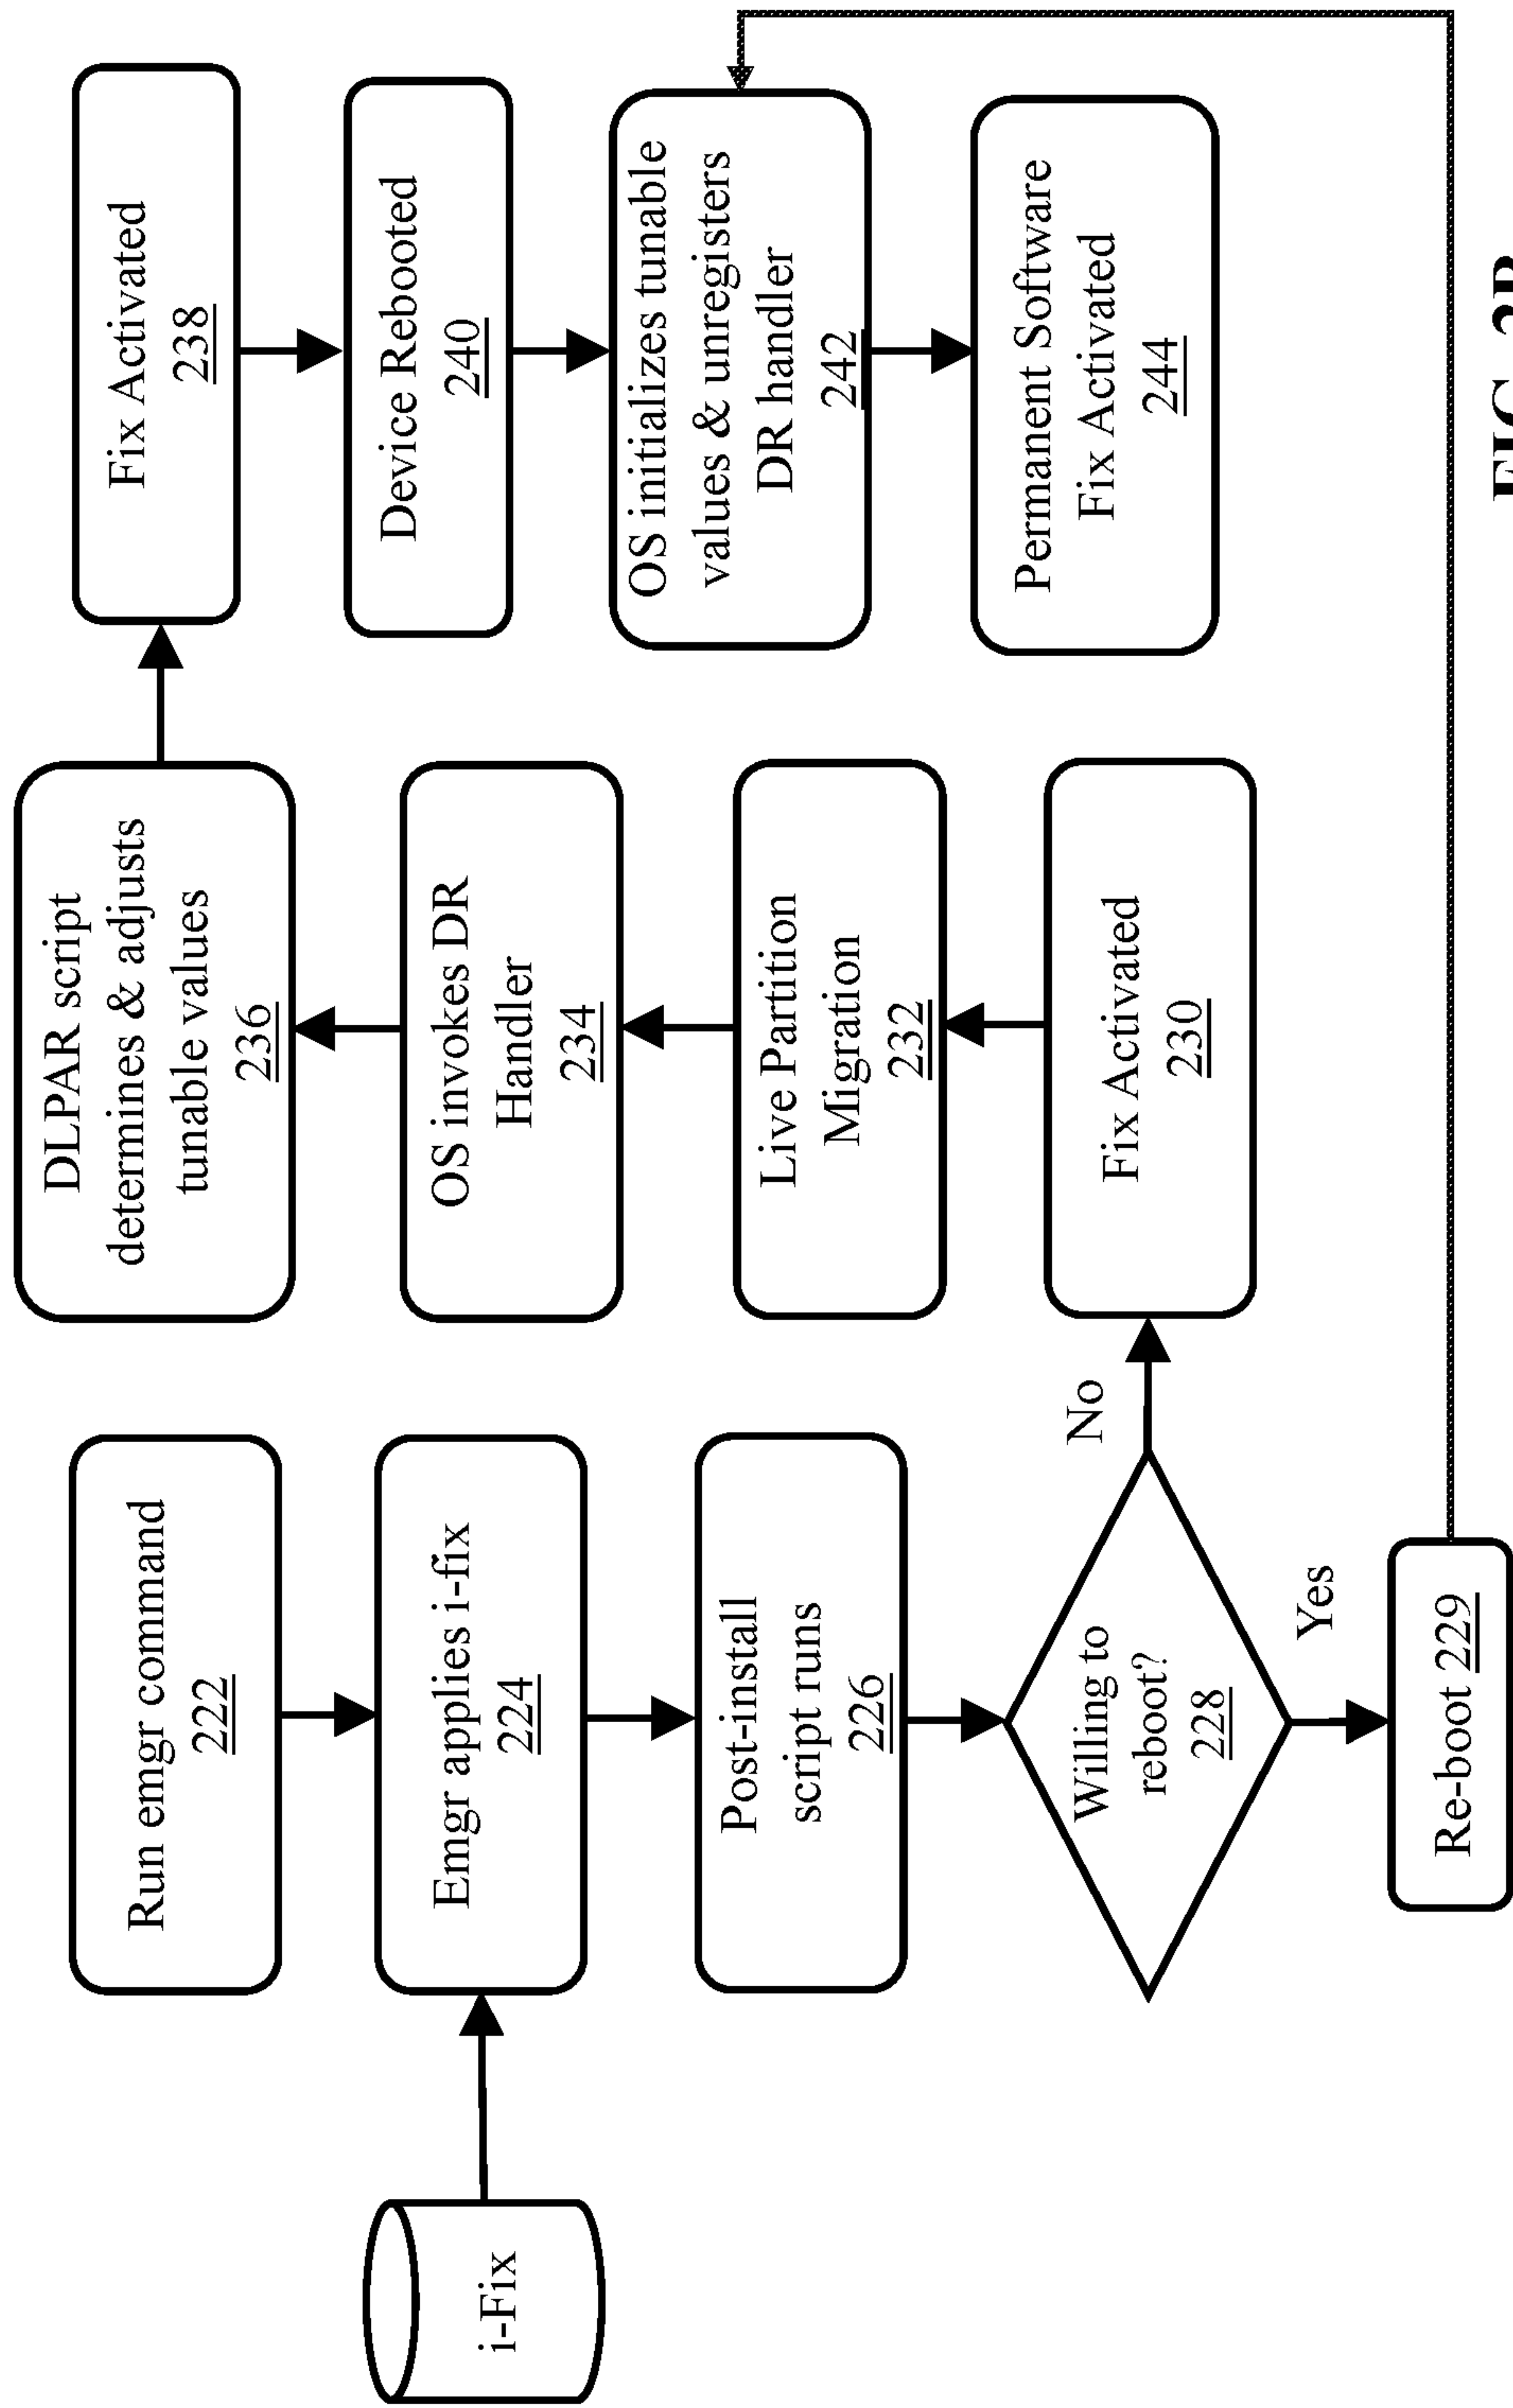 Run emgr command
222
i-Fix
Emgr applies i-fix
224
Post-install
script runs
226
Willing to
reboot?
228
No
Yes
Re-boot 229
Fix Activated
230
Live Partition
Migration
232
OS invokes DR
Handler
234
DLPAR script
determines & adjusts
tunable values
236
Fix Activated
238
Device Rebooted
240
OS initializes tunable
values & unregisters
DR handler
242
Permanent Software
Fix Activated
244